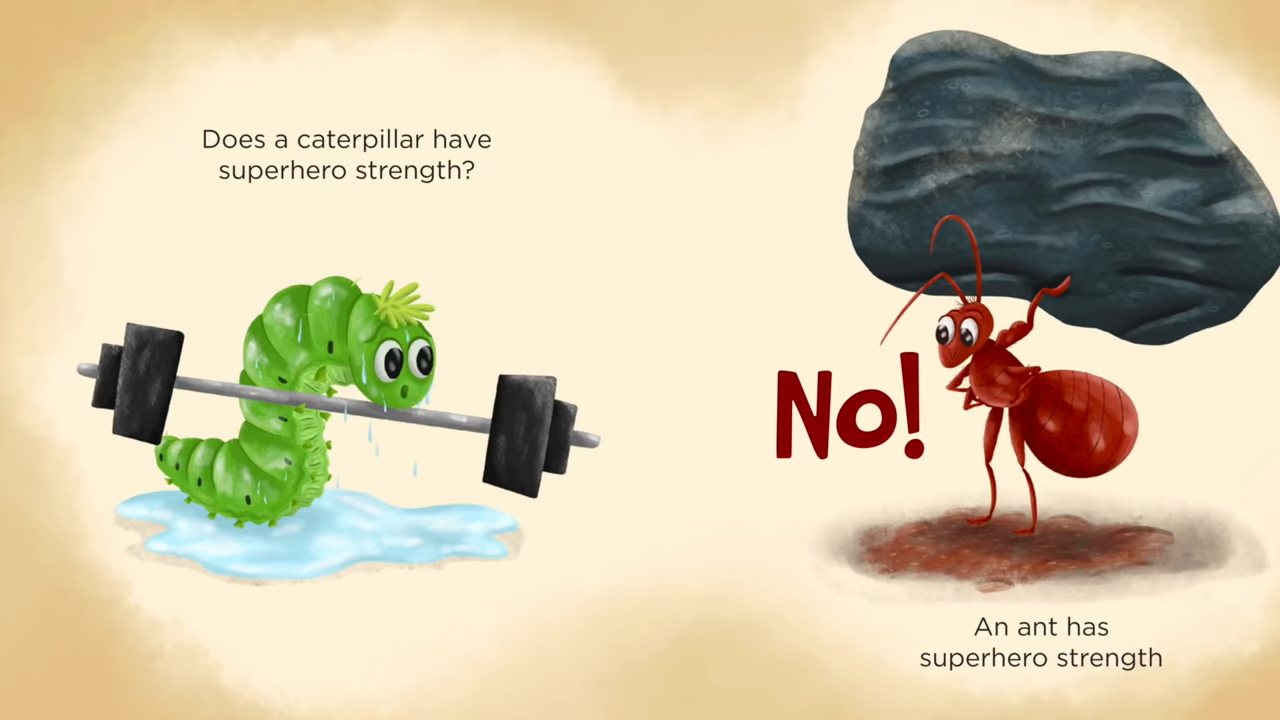 Does a caterpillar have
superhero strength?
No!
An ant has
superhero strength